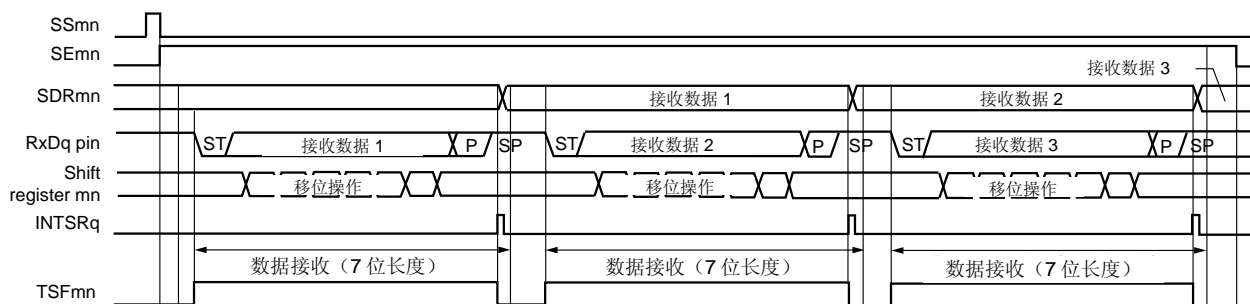 SSmn
SEmn
接收数据 3
SDRmn
接收数据 1
接收数据 2
RxDq pin
ST
接收数据 1
P
SP
ST
接收数据 2
P
SP
ST
接收数据 3
P
SP
Shift
register mn
移位操作
移位操作
移位操作
INTSRq
数据接收（7 位长度）
数据接收（7 位长度）
数据接收（7 位长度）
TSFmn